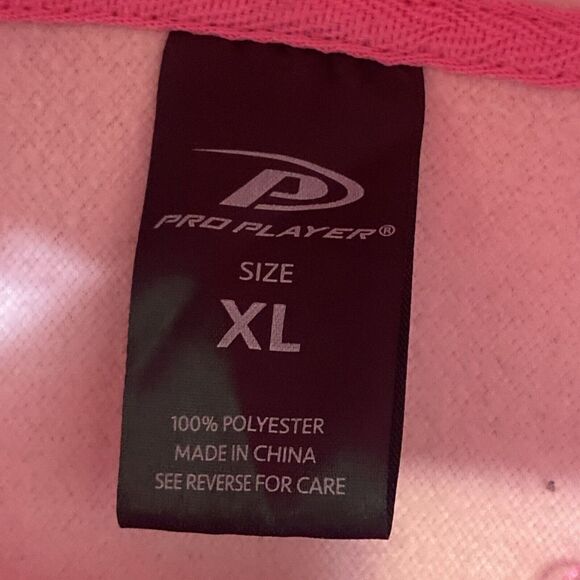 PRO PLAYER®
SIZE
XL
100% POLYESTER
MADE IN CHINA
SEE REVERSE FOR CARE